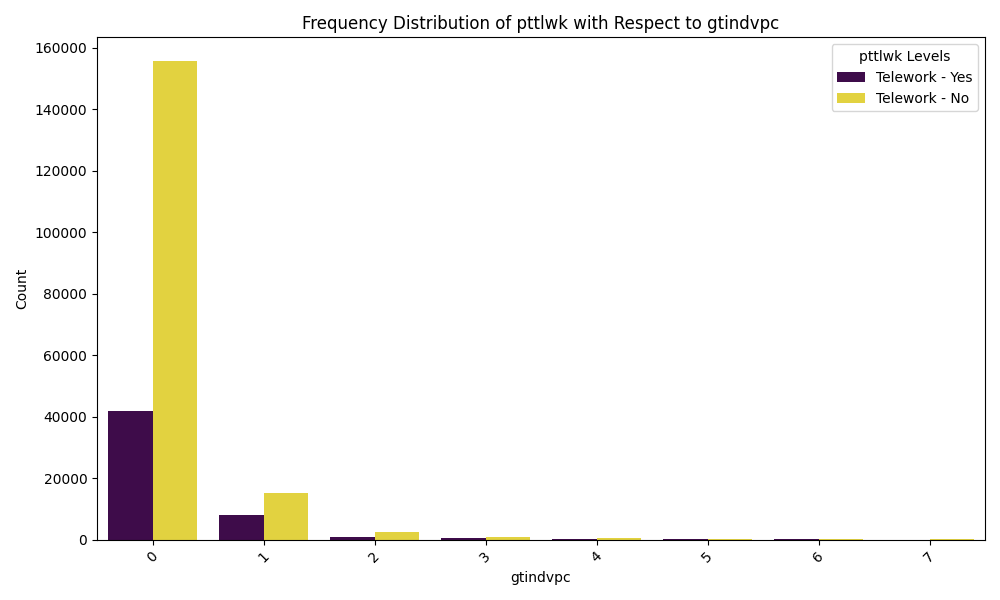 Frequency Distribution of pttlwk with Respect to gtindvpc
pttlwk Levels
Telework - Yes
Telework - No
Count
160000
140000
120000
100000
80000
60000
40000
20000
0
0 1 2 3 4 5 6 7
gtindvpc